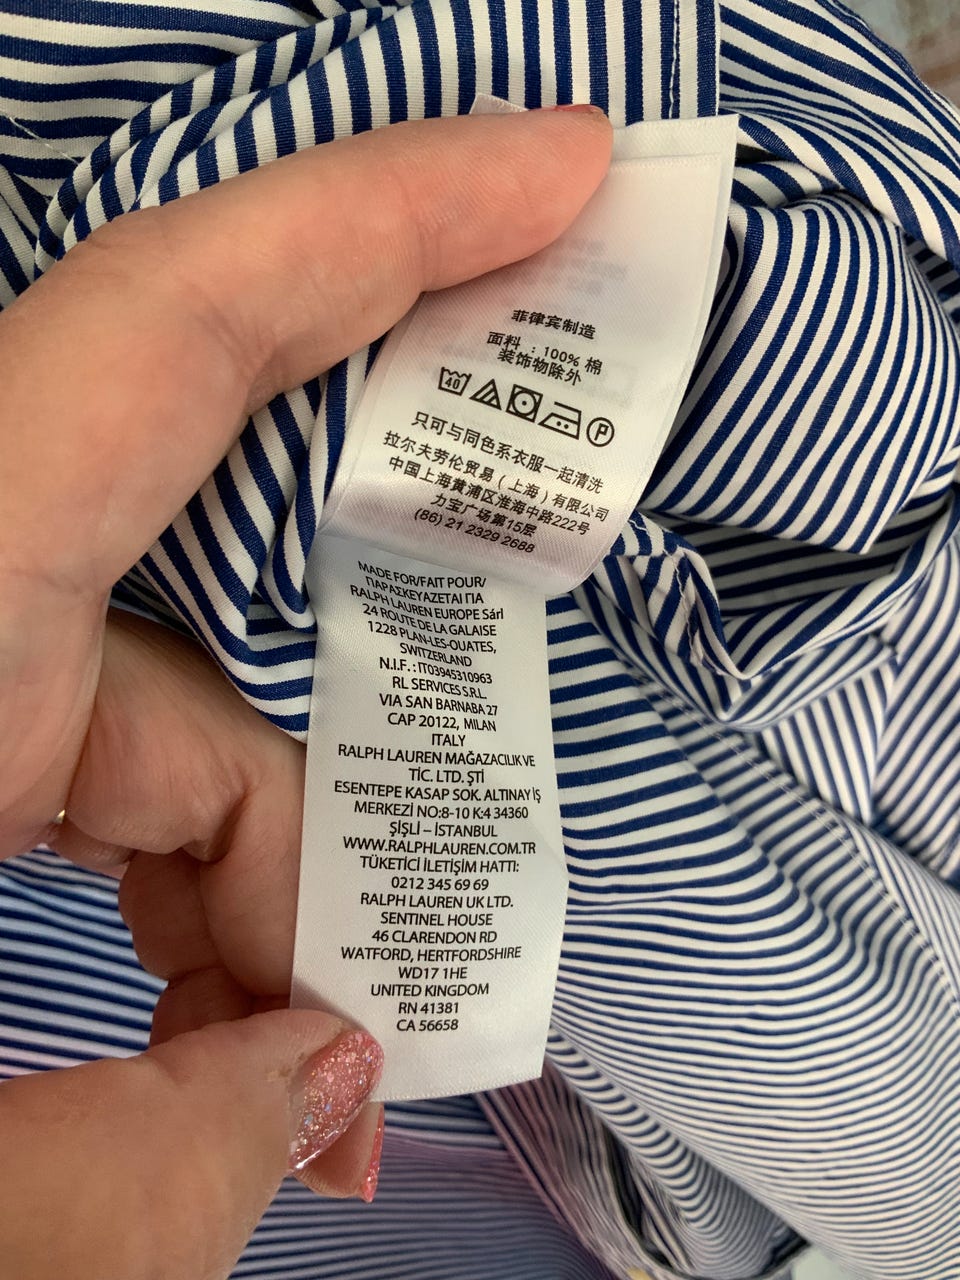 菲律宾制造
面料：100% 棉
装饰物除外
40 P
只可与同色系衣服一起清洗
拉尔夫劳伦贸易（上海）有限公司
中国上海黄浦区淮海中路222号
力宝广场第15层
(86) 21 2329 2688
MADE FOR/FAIT POUR/
ΠΑΡΑΣΚΕΥΑΖΕΤΑΙ ΓΙΑ
RALPH LAUREN EUROPE Sárl
24 ROUTE DE LA GALAISE
1228 PLAN-LES-OUATES,
SWITZERLAND
N.I.F. : IT03945310963
RL SERVICES S.R.L.
VIA SAN BARNABA 27
CAP 20122, MILAN
ITALY
RALPH LAUREN MAĞAZACILIK VE
TİC. LTD. ŞTİ
ESENTEPE KASAP SOK. ALTINAY İŞ
MERKEZİ NO:8-10 K:4 34360
ŞİŞLİ – İSTANBUL
WWW.RALPHLAUREN.COM.TR
TÜKETİCİ İLETİŞİM HATTI:
0212 345 69 69
RALPH LAUREN UK LTD.
SENTINEL HOUSE
46 CLARENDON RD
WATFORD, HERTFORDSHIRE
WD17 1HE
UNITED KINGDOM
RN 41381
CA 56658